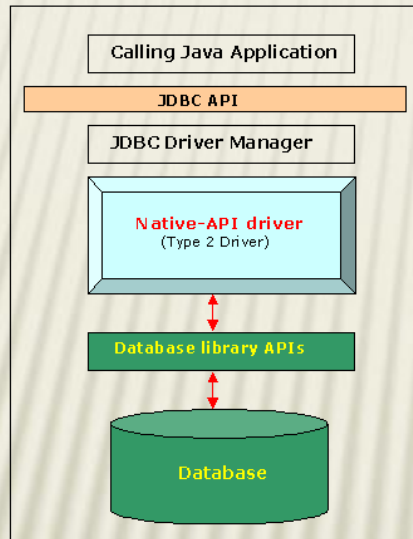 Calling Java Application
JDBC API
JDBC Driver Manager
Native-API driver
(Type 2 Driver)
Database library APIs
Database